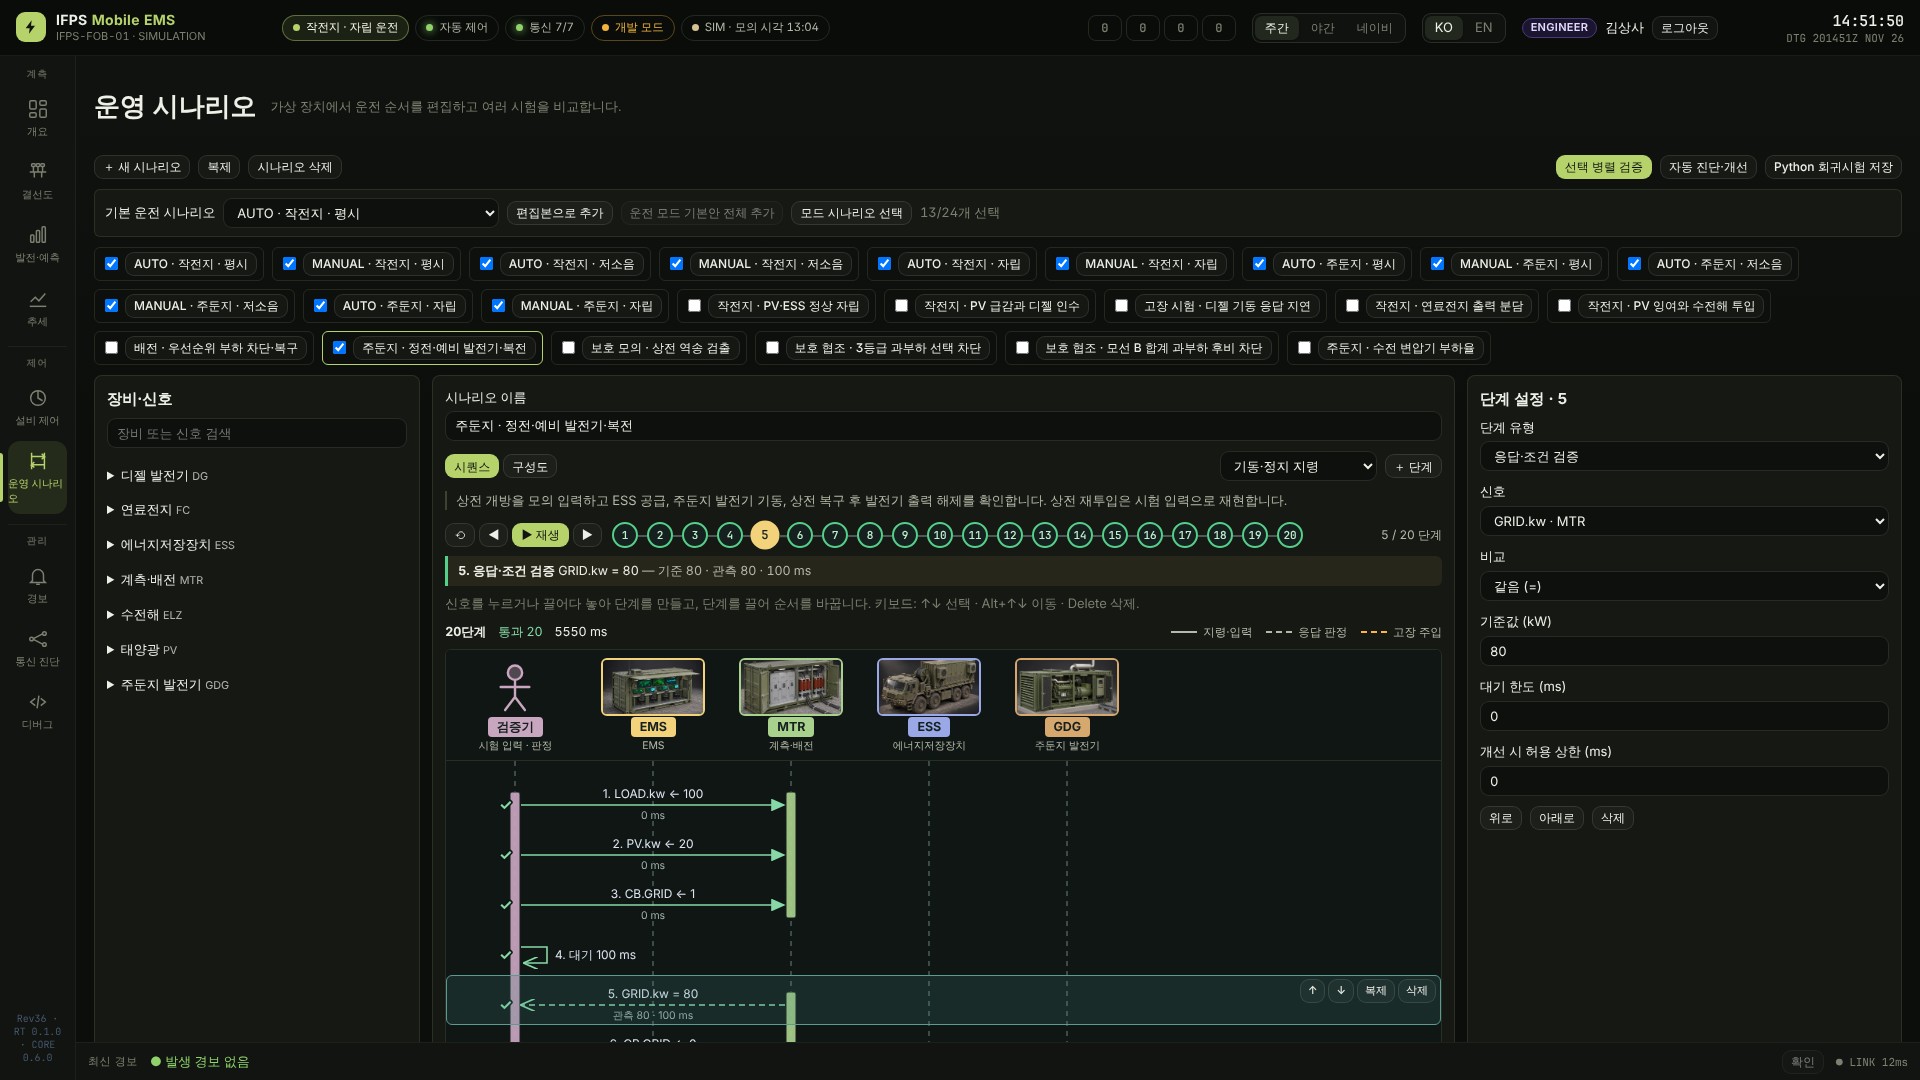 IFPS Mobile EMS
IFPS-FOB-01 · SIMULATION
작전지 · 자립 운전
자동 제어
통신 7/7
개발 모드
SIM · 모의 시각 13:04
0 0 0 0
주간 야간 네이비
KO EN
ENGINEER 김상사 로그아웃
14:51:50
DTG 201451Z NOV 26
계측
개요
결선도
발전·예측
추세
제어
설비 제어
운영 시나리
오
관리
경보
통신 진단
디버그
Rev36 ·
RT 0.1.0
· CORE
0.6.0
운영 시나리오 가상 장치에서 운전 순서를 편집하고 여러 시험을 비교합니다.
+ 새 시나리오 복제 시나리오 삭제 선택 병렬 검증 자동 진단·개선 Python 회귀시험 저장
기본 운전 시나리오 AUTO · 작전지 · 평시 편집본으로 추가 운전 모드 기본안 전체 추가 모드 시나리오 선택 13/24개 선택
AUTO · 작전지 · 평시 MANUAL · 작전지 · 평시 AUTO · 작전지 · 저소음 MANUAL · 작전지 · 저소음 AUTO · 작전지 · 자립 MANUAL · 작전지 · 자립 AUTO · 주둔지 · 평시 MANUAL · 주둔지 · 평시 AUTO · 주둔지 · 저소음
MANUAL · 주둔지 · 저소음 AUTO · 주둔지 · 자립 MANUAL · 주둔지 · 자립 작전지 · PV·ESS 정상 자립 작전지 · PV 급감과 디젤 인수 고장 시험 · 디젤 기동 응답 지연 작전지 · 연료전지 출력 분담 작전지 · PV 잉여와 수전해 투입
배전 · 우선순위 부하 차단·복구 주둔지 · 정전·예비 발전기·복전 보호 모의 · 상전 역송 검출 보호 협조 · 3등급 과부하 선택 차단 보호 협조 · 모선 B 합계 과부하 후비 차단 주둔지 · 수전 변압기 부하율
장비·신호
장비 또는 신호 검색
▶ 디젤 발전기 DG
▶ 연료전지 FC
▶ 에너지저장장치 ESS
▶ 계측·배전 MTR
▶ 수전해 ELZ
▶ 태양광 PV
▶ 주둔지 발전기 GDG
시나리오 이름
주둔지 · 정전·예비 발전기·복전
시퀀스 구성도 기동·정지 지령 + 단계
상전 개방을 모의 입력하고 ESS 공급, 주둔지 발전기 기동, 상전 복구 후 발전기 출력 해제를 확인합니다. 상전 재투입은 시험 입력으로 재현합니다.
⟲ ◀ ▶ 재생 ▶ 1 2 3 4 5 6 7 8 9 10 11 12 13 14 15 16 17 18 19 20 5 / 20 단계
5. 응답·조건 검증 GRID.kw = 80 — 기준 80 · 관측 80 · 100 ms
신호를 누르거나 끌어다 놓아 단계를 만들고, 단계를 끌어 순서를 바꿉니다. 키보드: ↑↓ 선택 · Alt+↑↓ 이동 · Delete 삭제.
20단계 통과 20 5550 ms 지령·입력 응답 판정 고장 주입
검증기 EMS MTR ESS GDG
시험 입력 · 판정 EMS 계측·배전 에너지저장장치 주둔지 발전기
1. LOAD.kw ← 100
0 ms
2. PV.kw ← 20
0 ms
3. CB.GRID ← 1
0 ms
4. 대기 100 ms
5. GRID.kw = 80
관측 80 · 100 ms
↑ ↓ 복제 삭제
단계 설정 · 5
단계 유형
응답·조건 검증
신호
GRID.kw · MTR
비교
같음 (=)
기준값 (kW)
80
대기 한도 (ms)
0
개선 시 허용 상한 (ms)
0
위로 아래로 삭제
최신 경보 발생 경보 없음 확인 LINK 12ms